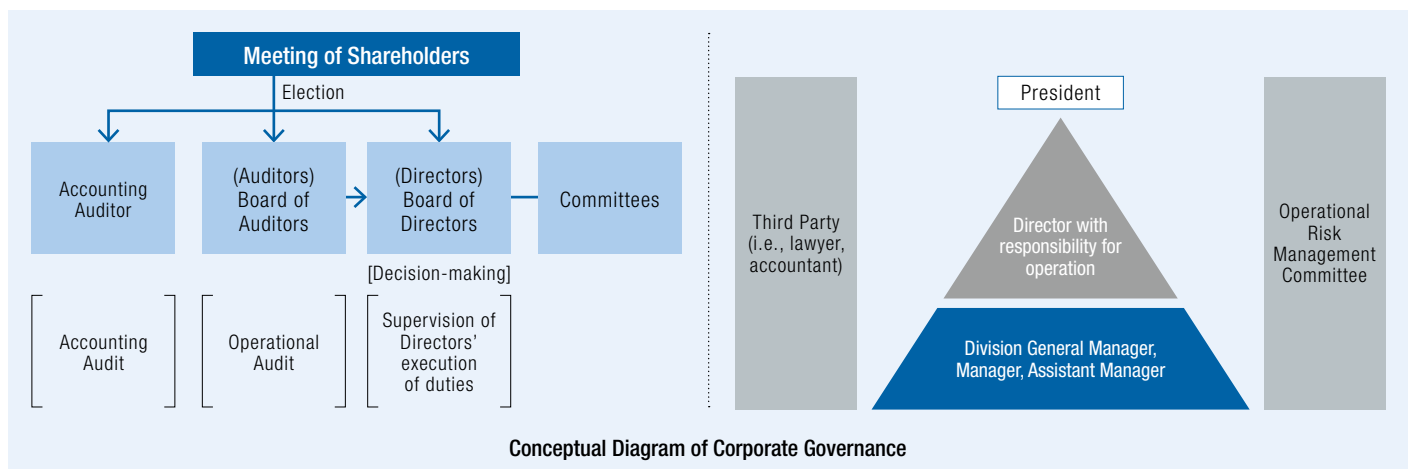 Meeting of Shareholders
Election
Accounting
Auditor
(Auditors)
Board of
Auditors
(Directors)
Board of
Directors
Committees
[Decision-making]
Accounting
Audit
Operational
Audit
Supervision of
Directors'
execution
of duties
President
Third Party
(i.e., lawyer,
accountant)
Director with
responsibility for
operation
Division General Manager,
Manager, Assistant Manager
Operational
Risk
Management
Committee
Conceptual Diagram of Corporate Governance